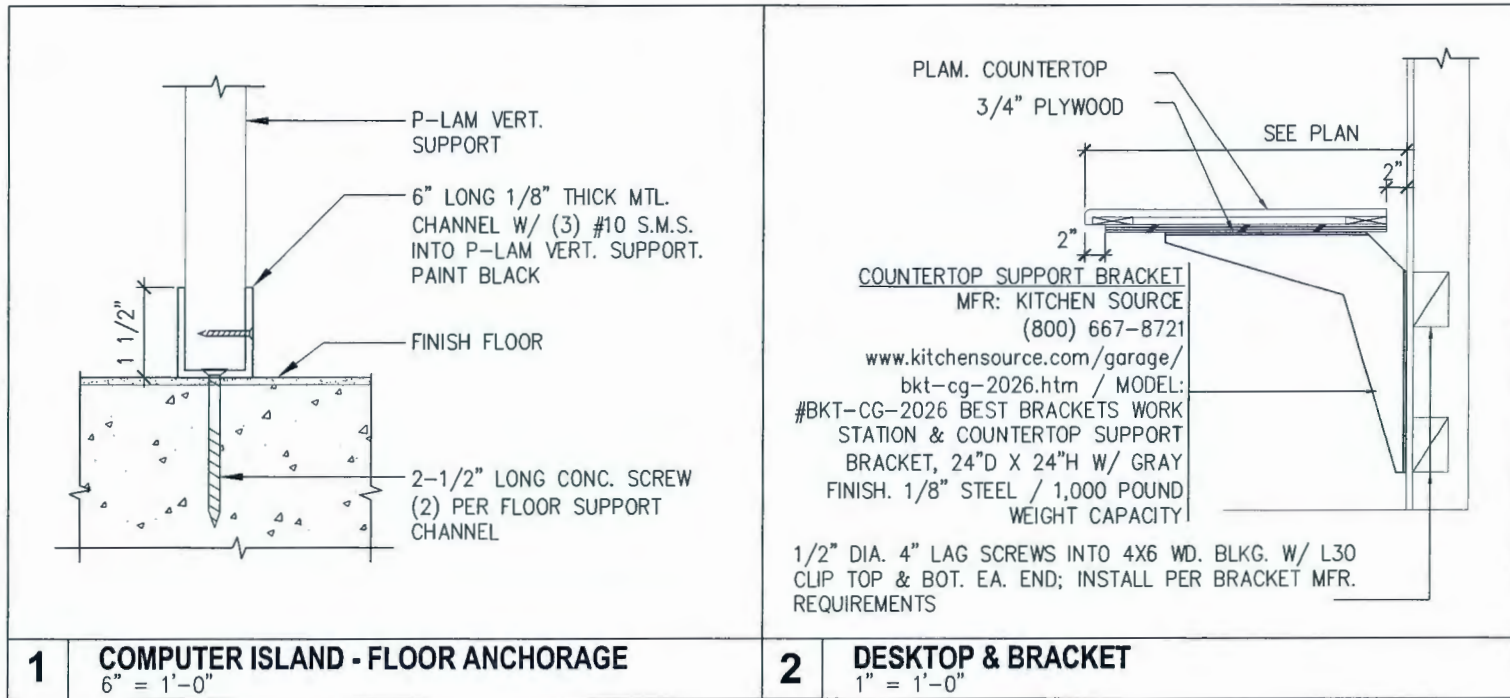 P-LAM VERT.
SUPPORT
6" LONG 1/8" THICK MTL.
CHANNEL W/ (3) #10 S.M.S.
INTO P-LAM VERT. SUPPORT.
PAINT BLACK
1 1/2"
FINISH FLOOR
2-1/2" LONG CONC. SCREW
(2) PER FLOOR SUPPORT
CHANNEL
1 COMPUTER ISLAND - FLOOR ANCHORAGE
6" = 1'-0"
PLAM. COUNTERTOP
3/4" PLYWOOD
SEE PLAN
2"
2"
COUNTERTOP SUPPORT BRACKET
MFR: KITCHEN SOURCE
(800) 667-8721
www.kitchensource.com/garage/
bkt-cg-2026.htm / MODEL:
#BKT-CG-2026 BEST BRACKETS WORK
STATION & COUNTERTOP SUPPORT
BRACKET, 24"D X 24"H W/ GRAY
FINISH. 1/8" STEEL / 1,000 POUND
WEIGHT CAPACITY
1/2" DIA. 4" LAG SCREWS INTO 4X6 WD. BLKG. W/ L30
CLIP TOP & BOT. EA. END; INSTALL PER BRACKET MFR.
REQUIREMENTS
2 DESKTOP & BRACKET
1" = 1'-0"